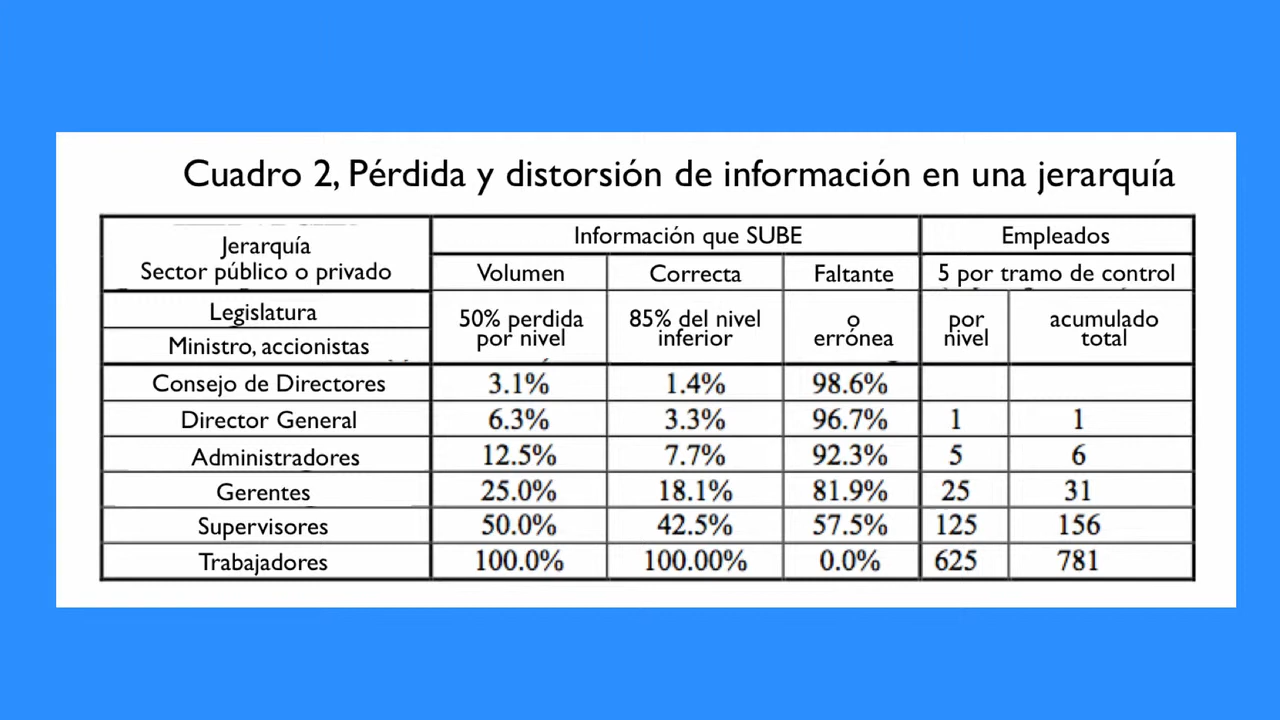 Cuadro 2, Pérdida y distorsión de información en una jerarquía
Jerarquía
Sector público o privado
Información que SUBE
Empleados
Volumen
Correcta
Faltante
5 por tramo de control
Legislatura
Ministro, accionistas
50% perdida
por nivel
85% del nivel
inferior
o
errónea
por
nivel
acumulado
total
Consejo de Directores 3.1% 1.4% 98.6%
Director General 6.3% 3.3% 96.7% 1 1
Administradores 12.5% 7.7% 92.3% 5 6
Gerentes 25.0% 18.1% 81.9% 25 31
Supervisores 50.0% 42.5% 57.5% 125 156
Trabajadores 100.0% 100.00% 0.0% 625 781